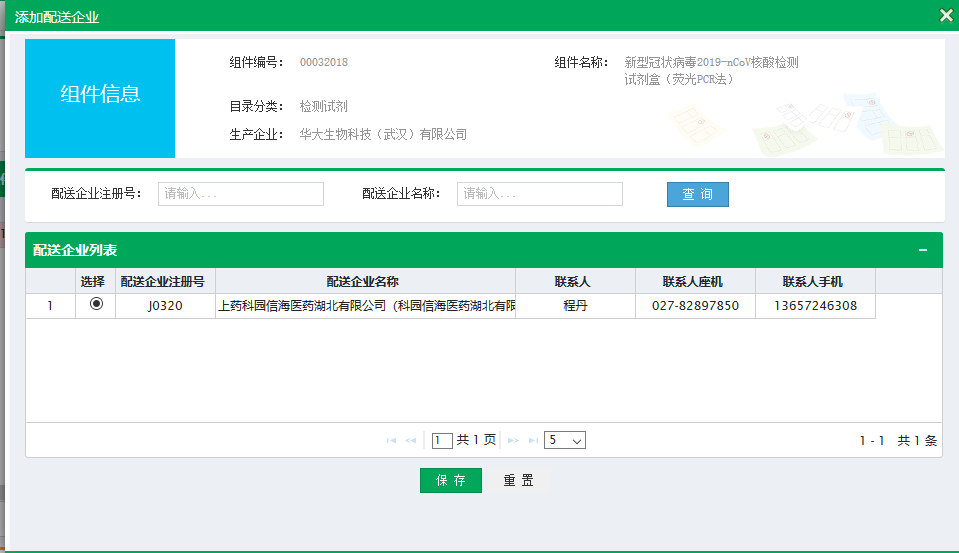 添加配送企业
组件信息
组件编号： 00032018
组件名称： 新型冠状病毒2019-nCoV核酸检测
试剂盒（荧光PCR法）
目录分类： 检测试剂
生产企业： 华大生物科技（武汉）有限公司
配送企业注册号： 请输入... 配送企业名称： 请输入... 查 询
配送企业列表
选择 配送企业注册号 配送企业名称 联系人 联系人座机 联系人手机
1 J0320 上药科园信海医药湖北有限公司（科园信海医药湖北有限 程丹 027-82897850 13657246308
1 共 1 页 5 1 - 1 共 1 条
保 存 重 置